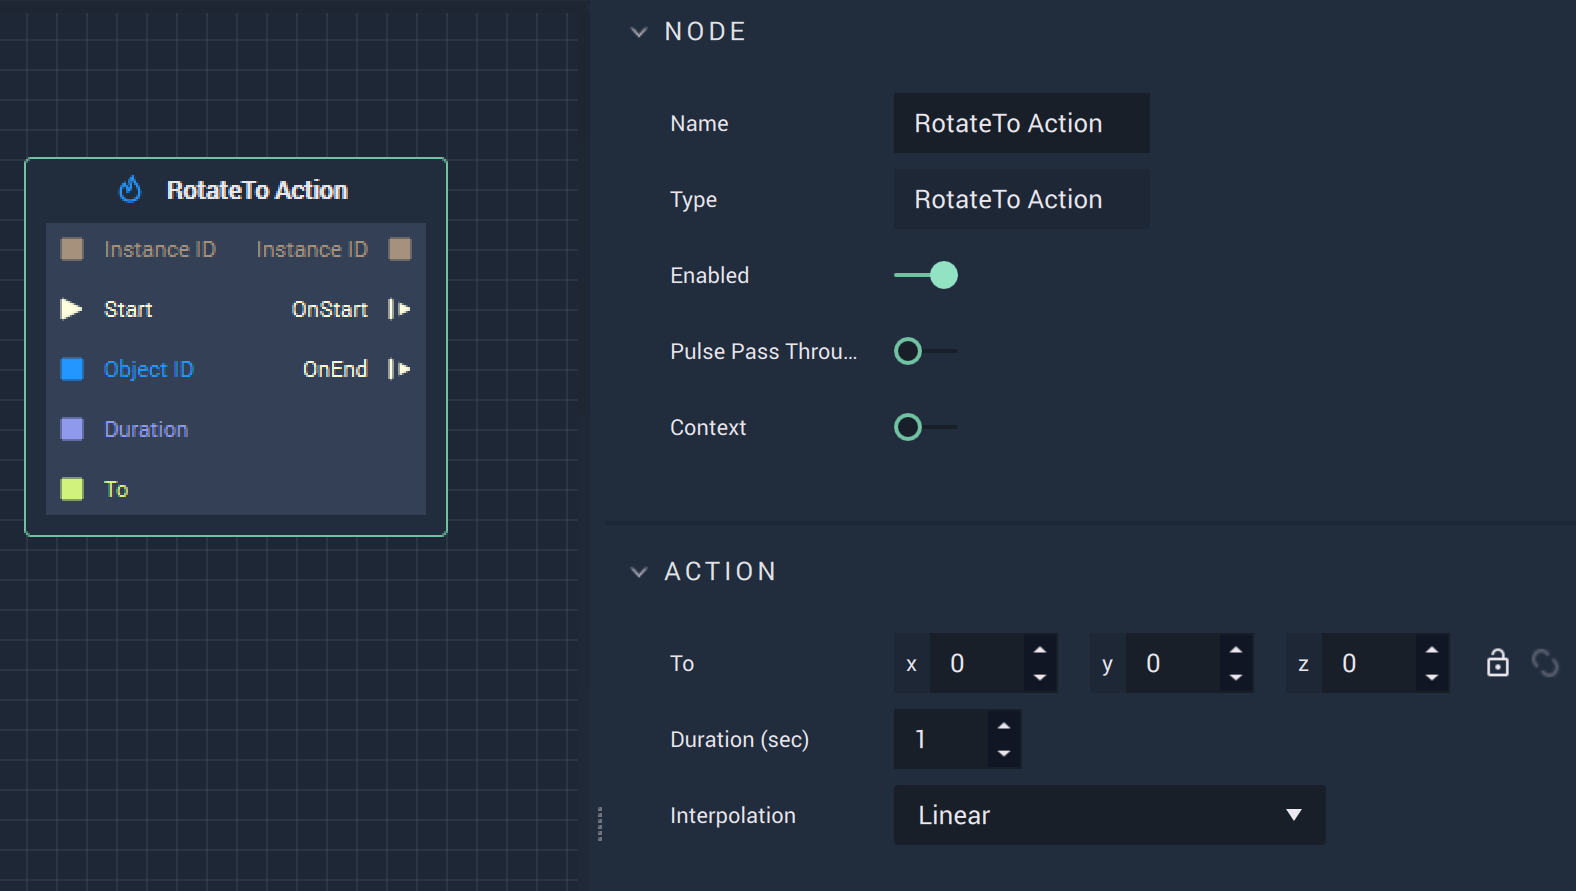 RotateTo Action
Instance ID Instance ID
Start OnStart
Object ID OnEnd
Duration
To
NODE
Name RotateTo Action
Type RotateTo Action
Enabled
Pulse Pass Throu...
Context
ACTION
To x 0 y 0 z 0
Duration (sec) 1
Interpolation Linear